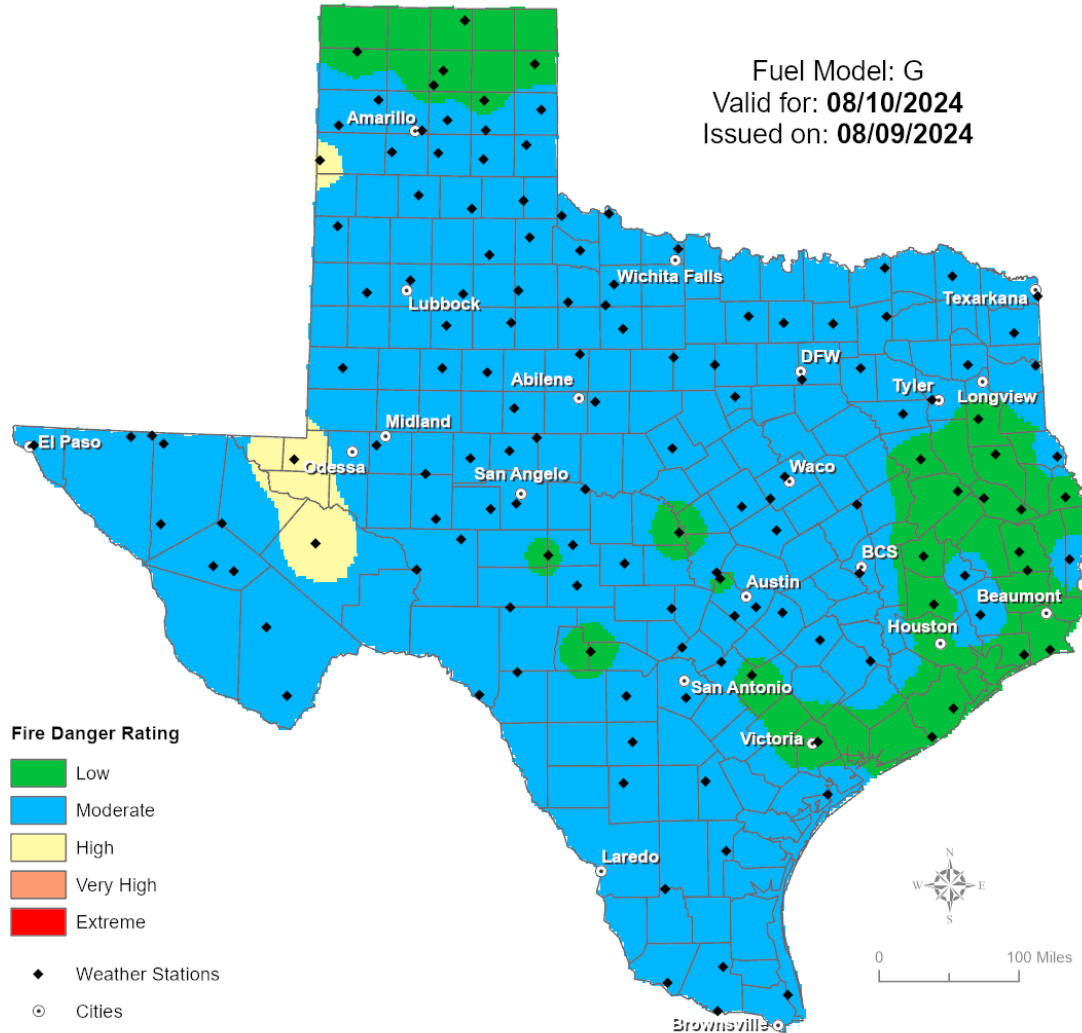 Fuel Model: G
Valid for: 08/10/2024
Issued on: 08/09/2024
Amarillo
Wichita Falls
Lubbock
Texarkana
DFW
Abilene
Tyler
Longview
El Paso
Midland
Odessa
San Angelo
Waco
BCS
Austin
Beaumont
Houston
San Antonio
Victoria
Laredo
Brownsville
Fire Danger Rating
Low
Moderate
High
Very High
Extreme
Weather Stations
Cities
N
W E
S
0 100 Miles